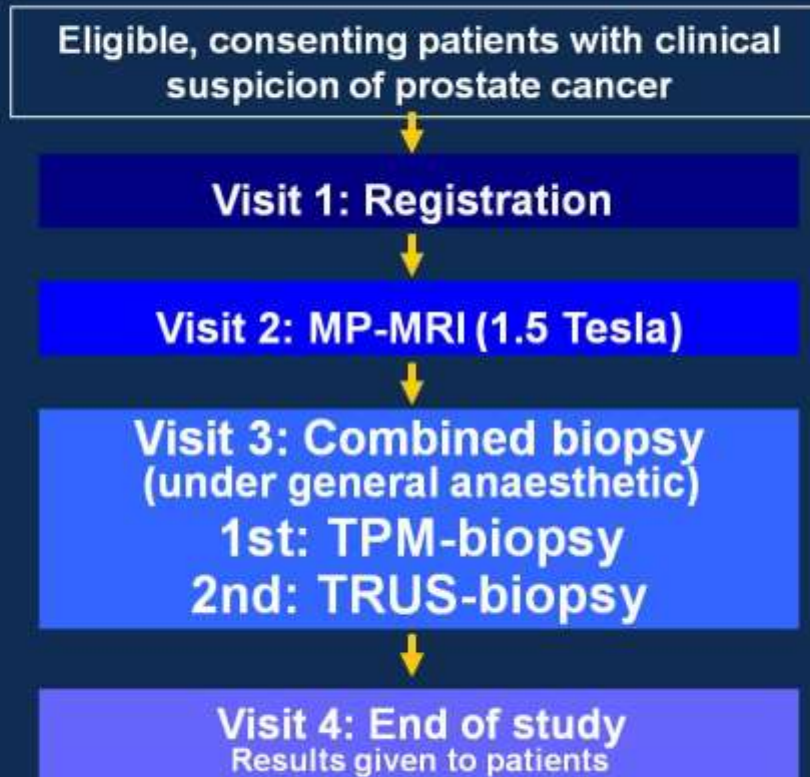 Eligible, consenting patients with clinical
suspicion of prostate cancer
Visit 1: Registration
Visit 2: MP-MRI (1.5 Tesla)
Visit 3: Combined biopsy
(under general anaesthetic)
1st: TPM-biopsy
2nd: TRUS-biopsy
Visit 4: End of study
Results given to patients